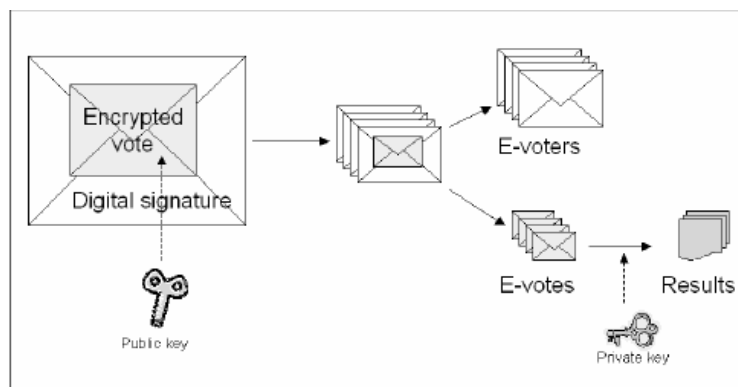 Encrypted
vote
Digital signature
Public key
E-voters
E-votes
Results
Private key